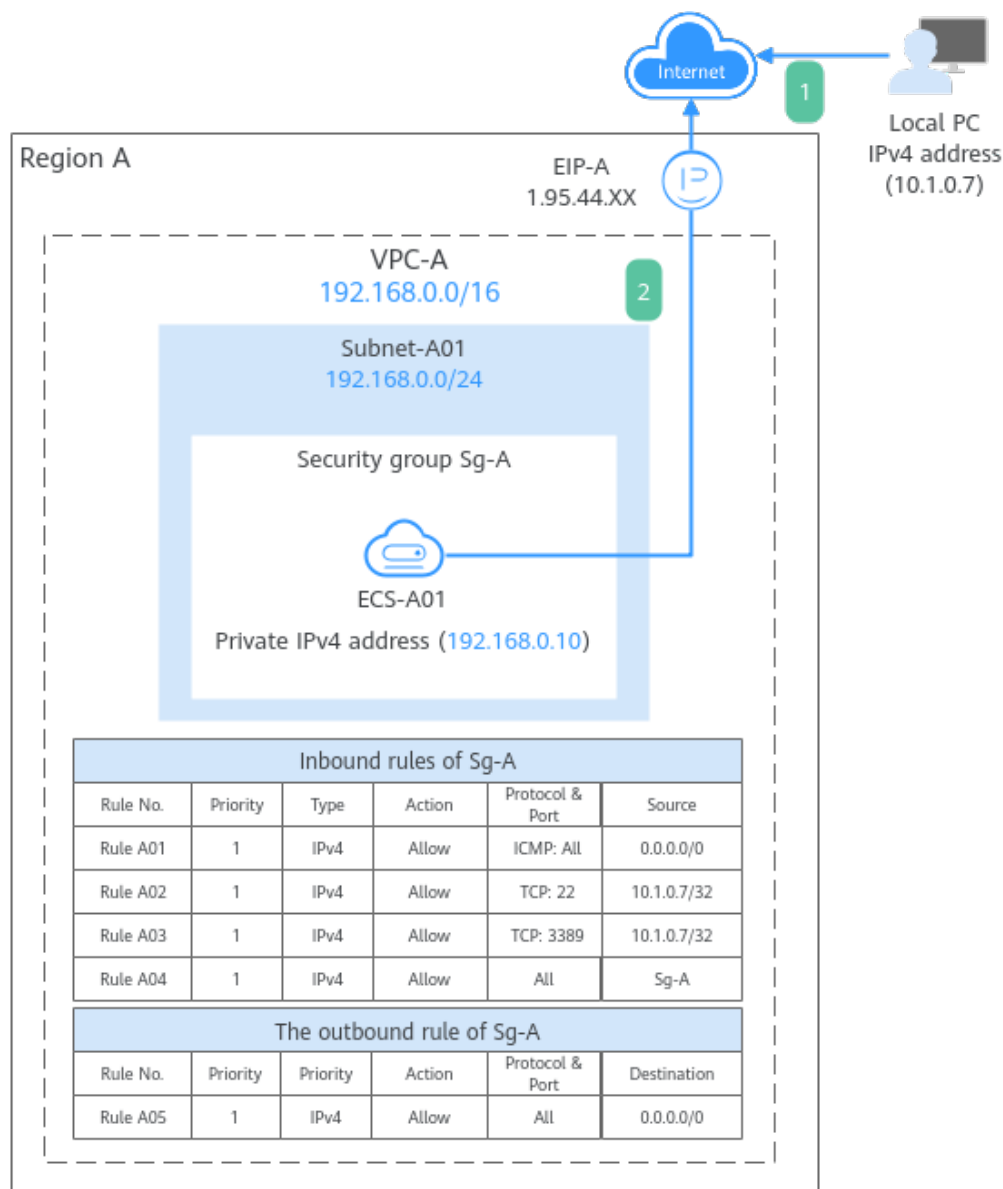 Internet
1
Local PC
IPv4 address
(10.1.0.7)
Region A
EIP-A
1.95.44.XX
VPC-A
192.168.0.0/16
2
Subnet-A01
192.168.0.0/24
Security group Sg-A
ECS-A01
Private IPv4 address (192.168.0.10)
Inbound rules of Sg-A
Rule No. Priority Type Action Protocol & Port Source
Rule A01 1 IPv4 Allow ICMP: All 0.0.0.0/0
Rule A02 1 IPv4 Allow TCP: 22 10.1.0.7/32
Rule A03 1 IPv4 Allow TCP: 3389 10.1.0.7/32
Rule A04 1 IPv4 Allow All Sg-A
The outbound rule of Sg-A
Rule No. Priority Priority Action Protocol & Port Destination
Rule A05 1 IPv4 Allow All 0.0.0.0/0